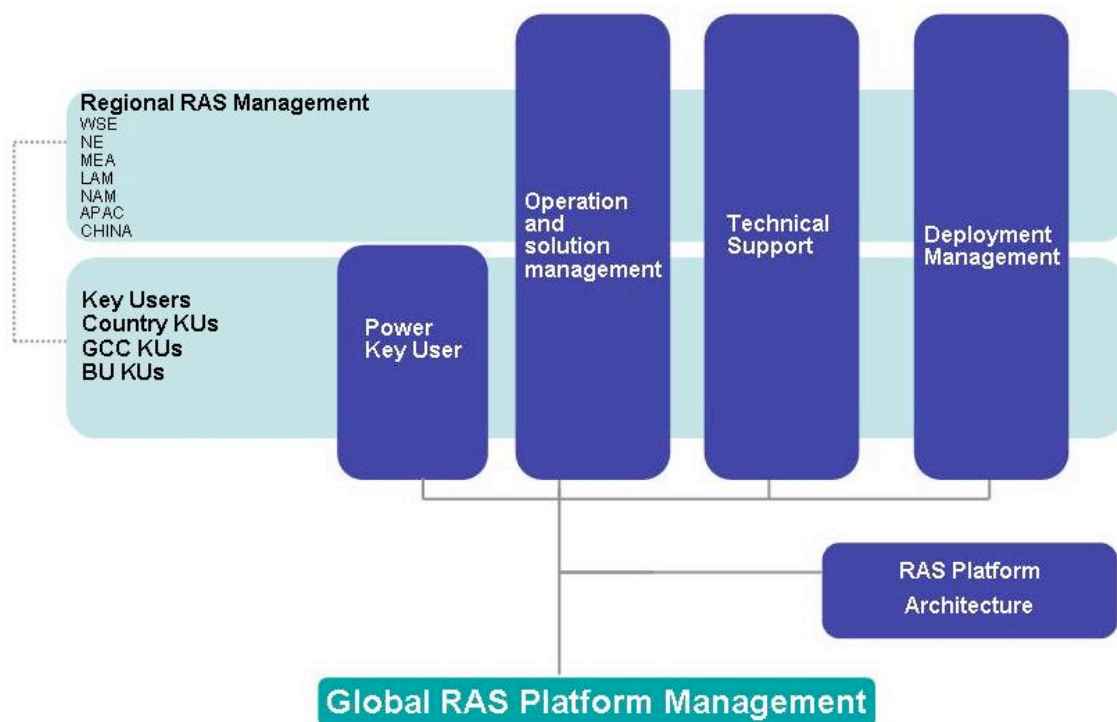 Regional RAS Management
WSE
NE
MEA
LAM
NAM
APAC
CHINA
Key Users
Country KUs
GCC KUs
BU KUs
Power
Key User
Operation
and
solution
management
Technical
Support
Deployment
Management
RAS Platform
Architecture
Global RAS Platform Management